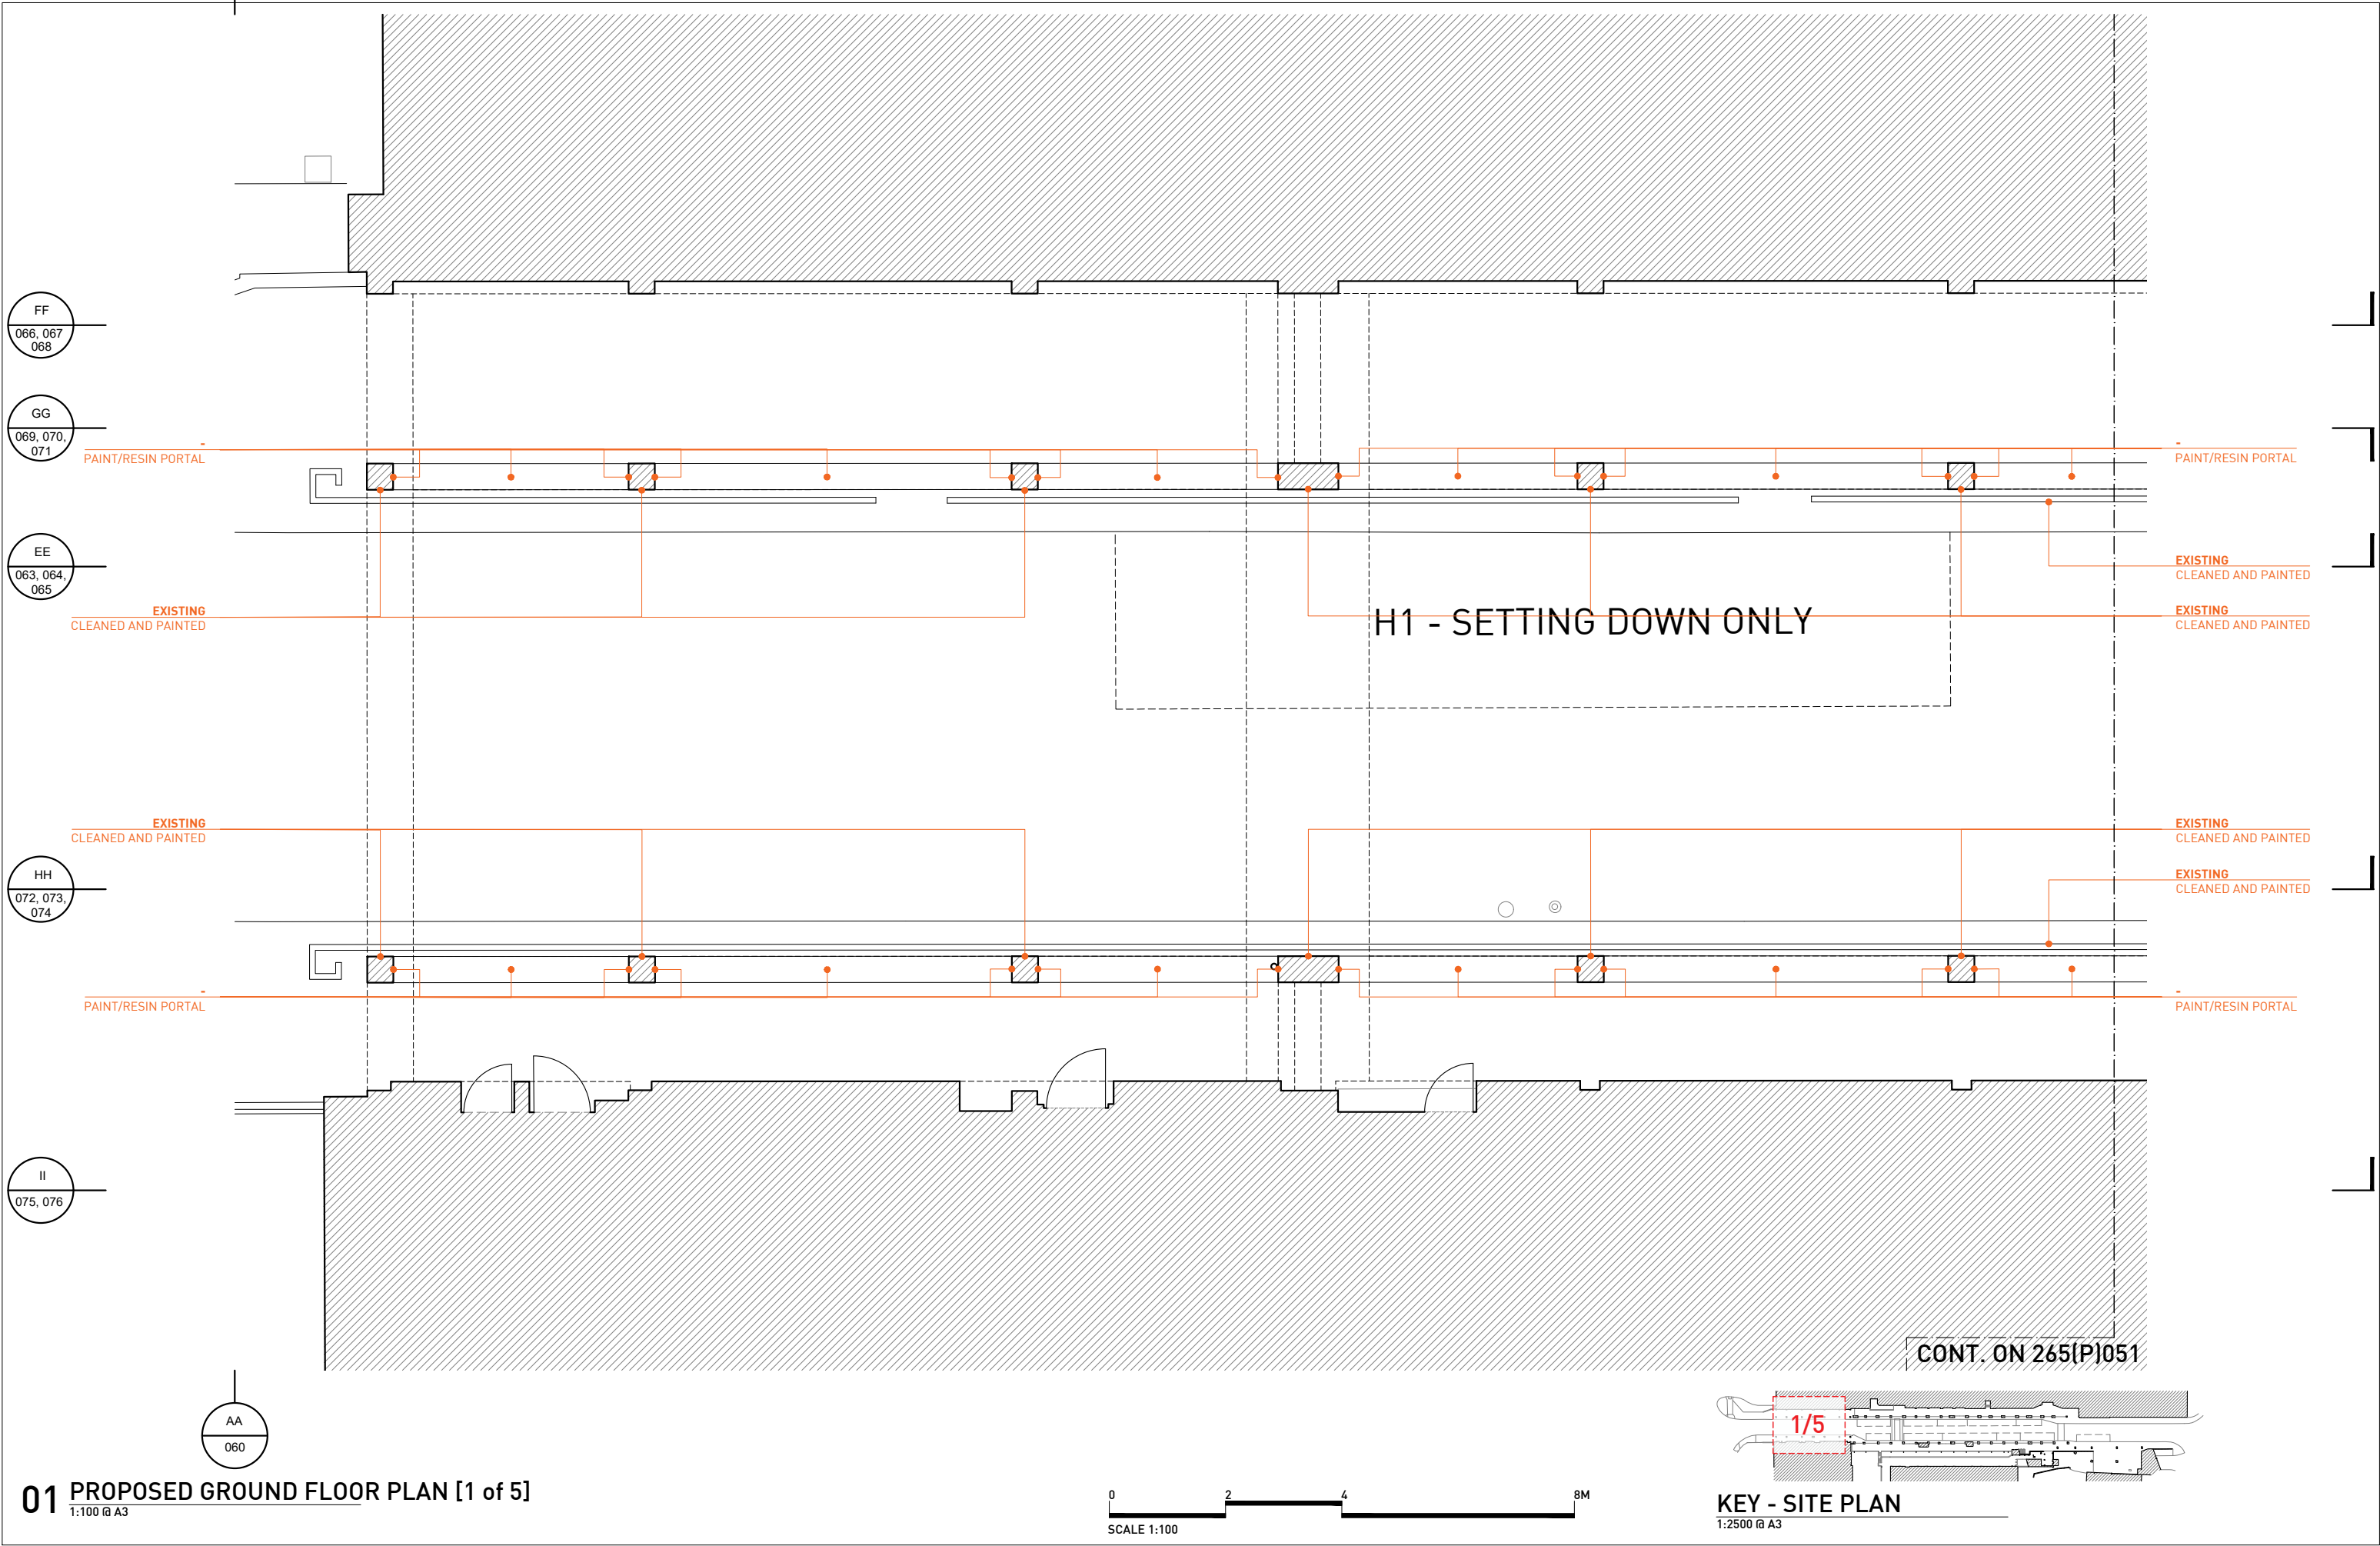 FF
066, 067
068
GG
069, 070,
071
-
PAINT/RESIN PORTAL
-
PAINT/RESIN PORTAL
EE
063, 064,
065
EXISTING
CLEANED AND PAINTED
EXISTING
CLEANED AND PAINTED
EXISTING
CLEANED AND PAINTED
H1 - SETTING DOWN ONLY
EXISTING
CLEANED AND PAINTED
EXISTING
CLEANED AND PAINTED
EXISTING
CLEANED AND PAINTED
HH
072, 073,
074
-
PAINT/RESIN PORTAL
-
PAINT/RESIN PORTAL
II
075, 076
CONT. ON 265(P)051
AA
060
1/5
01 PROPOSED GROUND FLOOR PLAN [1 of 5]
1:100 @ A3
0 2 4 8M
SCALE 1:100
KEY - SITE PLAN
1:2500 @ A3